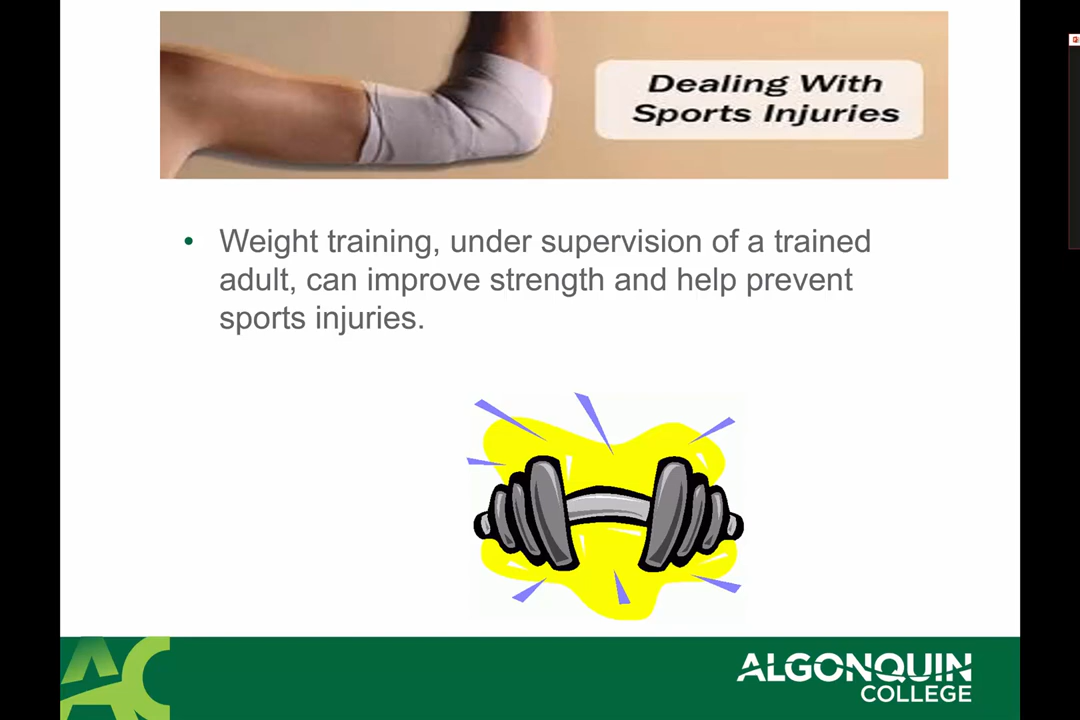 Dealing With
Sports Injuries
• Weight training, under supervision of a trained
adult, can improve strength and help prevent
sports injuries.
AC
ALGONQUIN
COLLEGE